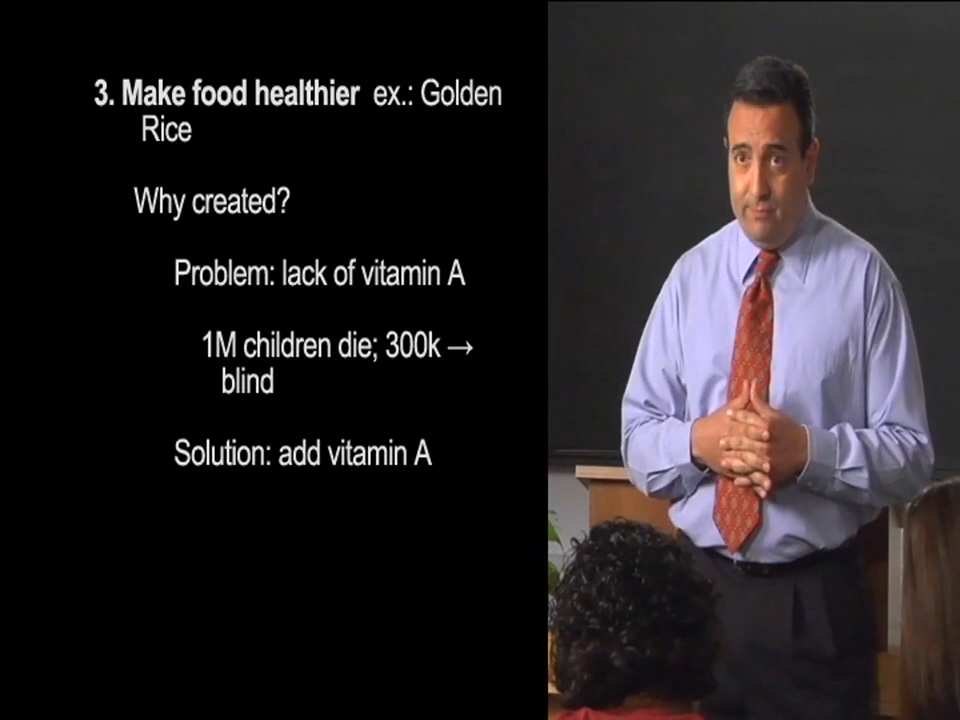 3. Make food healthier ex.: Golden
Rice
Why created?
Problem: lack of vitamin A
1M children die; 300k →
blind
Solution: add vitamin A